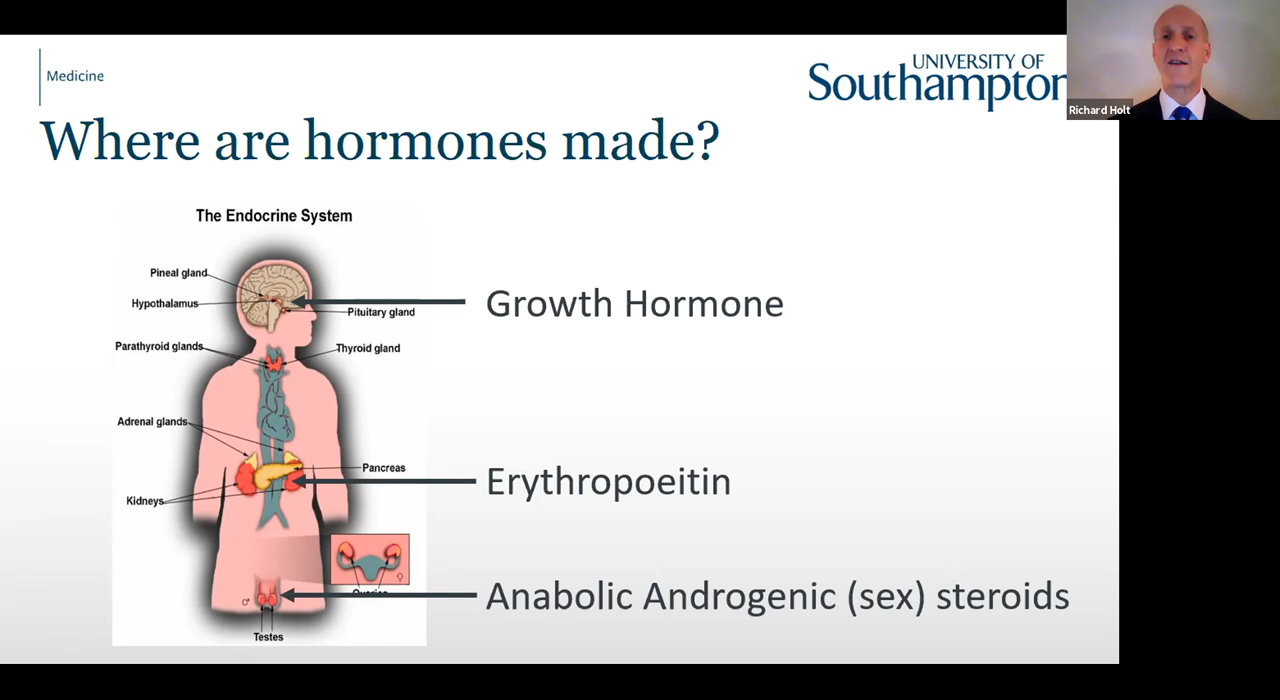 Medicine
UNIVERSITY OF
Southampton
Richard Holt
Where are hormones made?
The Endocrine System
Pineal gland
Hypothalamus
Pituitary gland
Growth Hormone
Parathyroid glands
Thyroid gland
Adrenal glands
Pancreas
Kidneys
Erythropoeitin
♀
Ovaries
♂
Anabolic Androgenic (sex) steroids
Testes